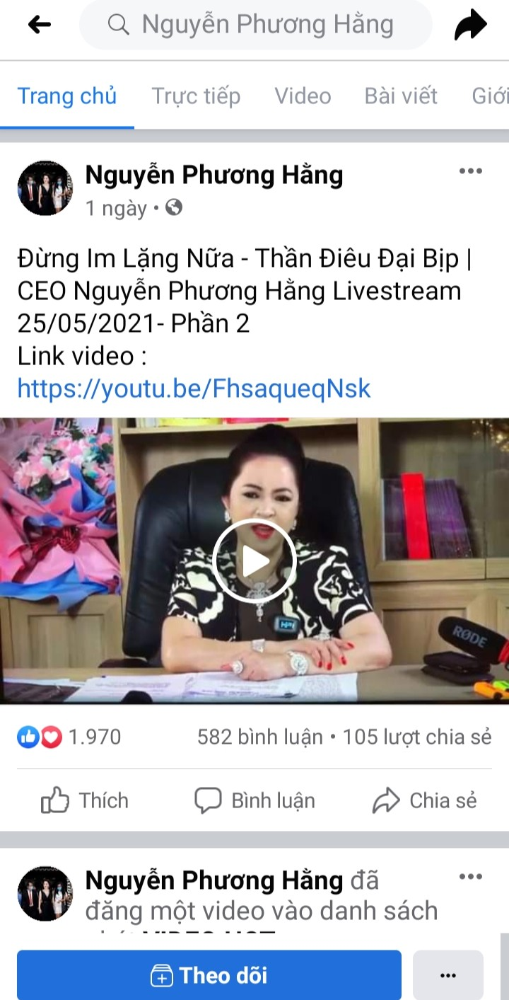 Nguyễn Phương Hằng
Trang chủ Trực tiếp Video Bài viết Giới
Nguyễn Phương Hằng
1 ngày •
Đừng Im Lặng Nữa - Thần Điêu Đại Bịp |
CEO Nguyễn Phương Hằng Livestream
25/05/2021- Phần 2
Link video :
https://youtu.be/FhsaqueqNsk
RØDE
1.970 582 bình luận • 105 lượt chia sẻ
Thích Bình luận Chia sẻ
Nguyễn Phương Hằng đã
đăng một video vào danh sách
Theo dõi